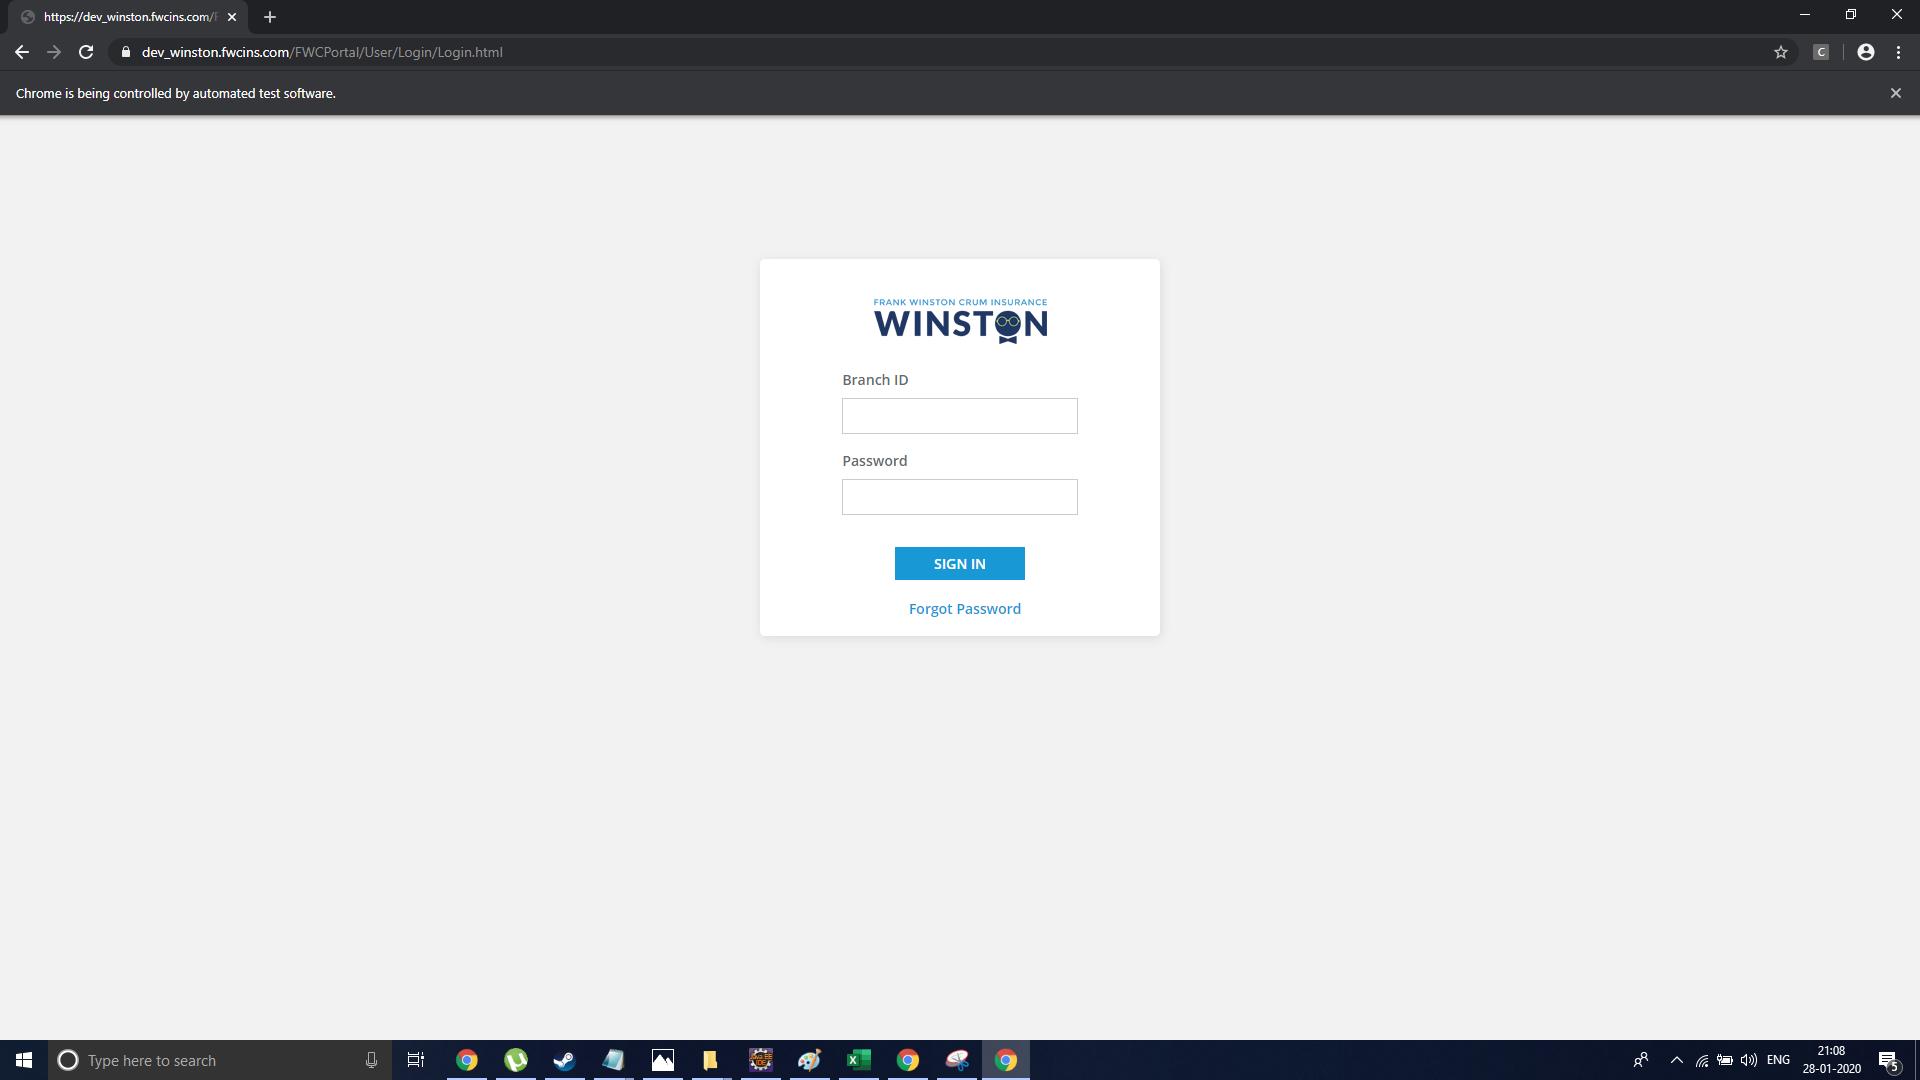 https://dev_winston.fwcins.com/
dev_winston.fwcins.com/FWCPortal/User/Login/Login.html
C
Chrome is being controlled by automated test software.
FRANK WINSTON CRUM INSURANCE
WINSTON
Branch ID
Password
SIGN IN
Forgot Password
Type here to search
ENG
21:08
28-01-2020
5